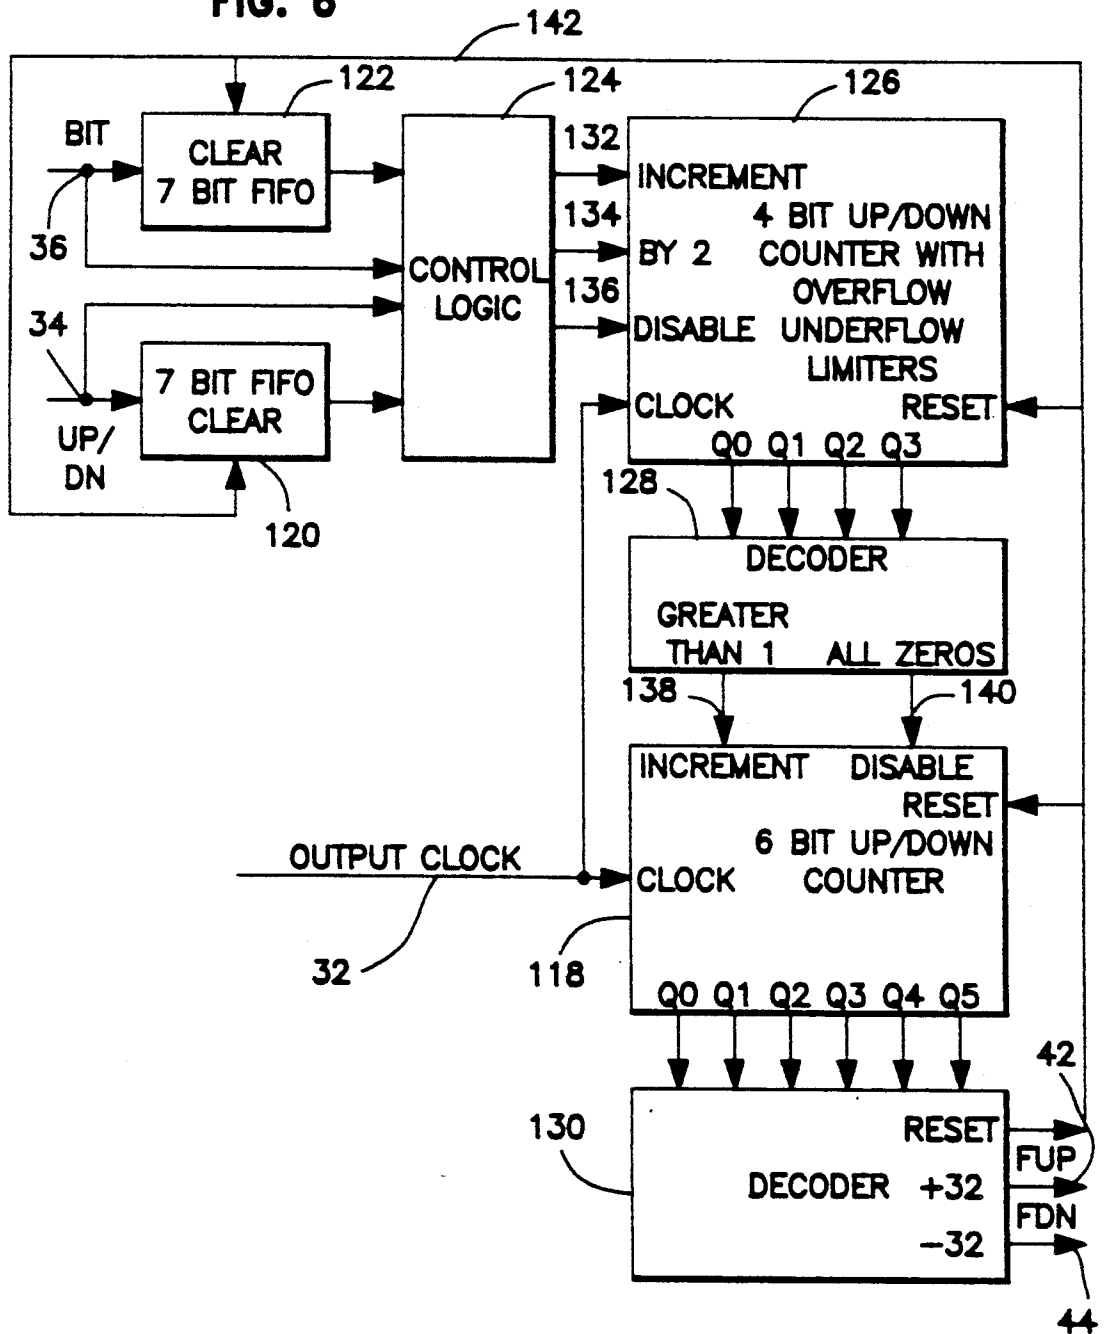 FIG. 6
142
122
124
126
BIT
CLEAR
7 BIT FIFO
36
132
INCREMENT
134
4 BIT UP/DOWN
BY 2
COUNTER WITH
CONTROL
LOGIC
136
OVERFLOW
DISABLE
UNDERFLOW
LIMITERS
34
7 BIT FIFO
CLEAR
CLOCK
RESET
UP/
DN
Q0 Q1 Q2 Q3
120
128
DECODER
GREATER
THAN 1
ALL ZEROS
138
140
INCREMENT
DISABLE
RESET
6 BIT UP/DOWN
COUNTER
OUTPUT CLOCK
CLOCK
32
118
Q0 Q1 Q2 Q3 Q4 Q5
42
130
RESET
FUP
DECODER
+32
FDN
-32
44